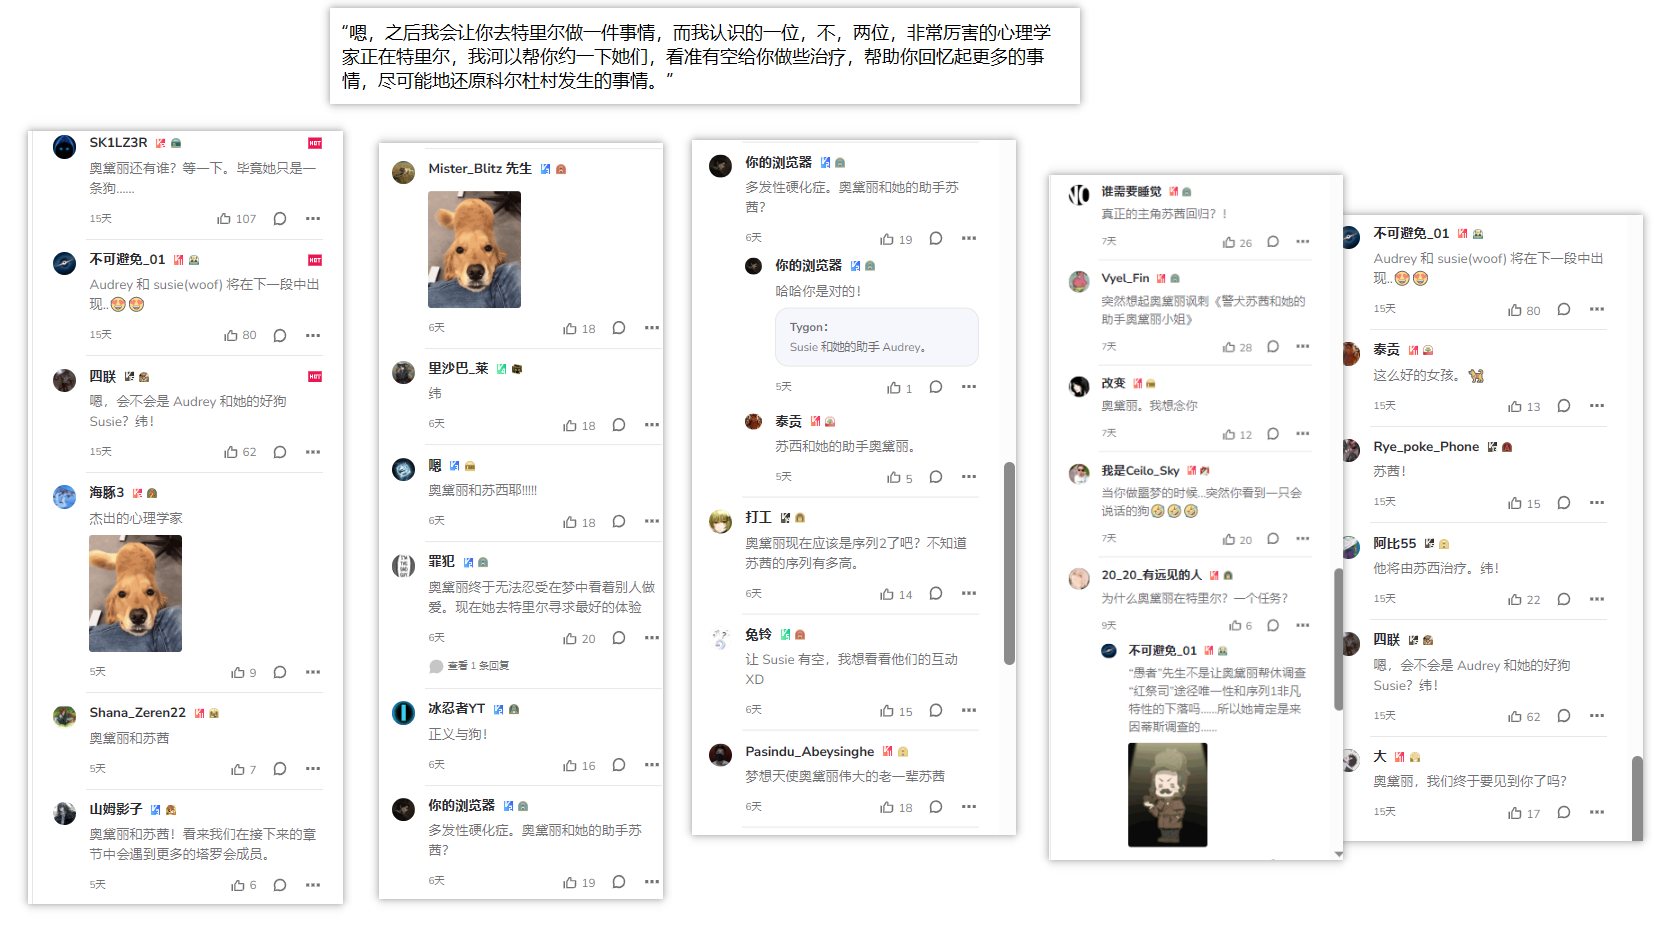 “嗯，之后我会让你去特里尔做一件事情，而我认识的一位，不，两位，非常厉害的心理学
家正在特里尔，我河以帮你约一下她们，看准有空给你做些治疗，帮助你回忆起更多的事
情，尽可能地还原科尔杜村发生的事情。”
SK1LZ3R
HOT
奥黛丽还有谁？等一下。毕竟她只是一
条狗......
15天
107
不可避免_01
HOT
Audrey 和 susie(woof) 将在下一段中出
现..
15天
80
四联
HOT
嗯，会不会是 Audrey 和她的好狗
Susie？纬！
15天
62
海豚3
杰出的心理学家
5天
9
Shana_Zeren22
奥黛丽和苏茜
5天
7
山姆影子
奥黛丽和苏茜！看来我们在接下来的章
节中会遇到更多的塔罗会成员。
5天
6
Mister_Blitz 先生
6天
18
里沙巴_莱
纬
6天
18
嗯
奥黛丽和苏西耶!!!!!
6天
18
罪犯
奥黛丽终于无法忍受在梦中看着别人做
爱。现在她去特里尔寻求最好的体验
6天
20
查看 1 条回复
冰忍者YT
正义与狗！
6天
16
你的浏览器
多发性硬化症。奥黛丽和她的助手苏
茜？
6天
19
你的浏览器
多发性硬化症。奥黛丽和她的助手苏
茜？
6天
19
你的浏览器
哈哈你是对的！
Tygon：
Susie 和她的助手 Audrey。
5天
1
泰贡
苏西和她的助手奥黛丽。
5天
5
打工
奥黛丽现在应该是序列2了吧？不知道
苏茜的序列有多高。
6天
14
兔铃
让 Susie 有空，我想看看他们的互动
XD
6天
15
Pasindu_Abeysinghe
梦想天使奥黛丽伟大的老一辈苏茜
6天
18
谁需要睡觉
真正的主角苏茜回归？！
7天
26
Vyel_Fin
突然想起奥黛丽讽刺《警犬苏茜和她的
助手奥黛丽小姐》
7天
28
改变
奥黛丽。我想念你
7天
12
我是Ceilo_Sky
当你做噩梦的时候...突然你看到一只会
说话的狗
7天
20
20_20_有远见的人
为什么奥黛丽在特里尔？一个任务？
9天
6
不可避免_01
“愚者”先生不是让奥黛丽帮休调查
“红祭司”途径唯一性和序列1非凡
特性的下落吗......所以她肯定是来
因蒂斯调查的......
不可避免_01
Audrey 和 susie(woof) 将在下一段中出
现..
15天
80
泰贡
这么好的女孩。
15天
13
Rye_poke_Phone
苏茜！
15天
15
阿比55
他将由苏西治疗。纬！
15天
22
四联
嗯，会不会是 Audrey 和她的好狗
Susie？纬！
15天
62
大
奥黛丽，我们终于要见到你了吗？
15天
17